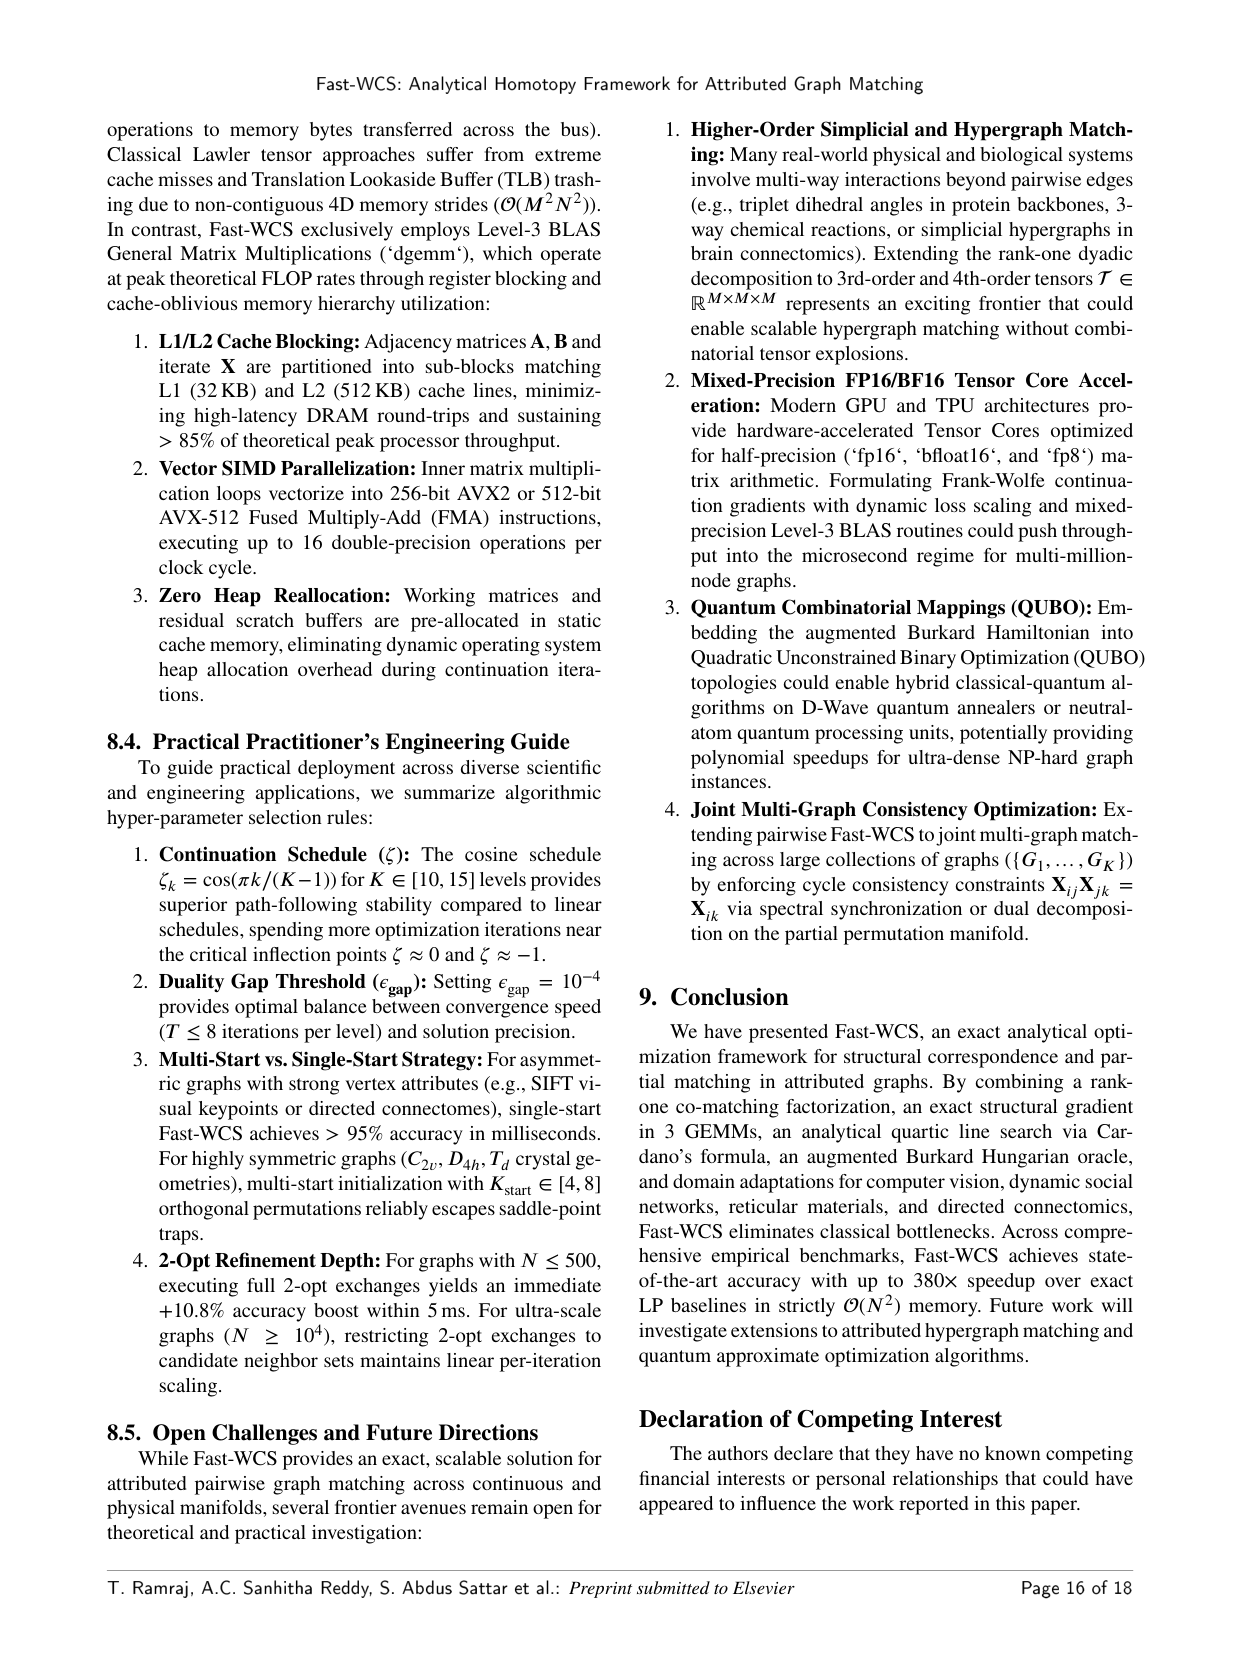 Fast-WCS: Analytical Homotopy Framework for Attributed Graph Matching
operations to memory bytes transferred across the bus).
Classical Lawler tensor approaches suffer from extreme
cache misses and Translation Lookaside Buffer (TLB) trash-
ing due to non-contiguous 4D memory strides (𝒪(M²N²)).
In contrast, Fast-WCS exclusively employs Level-3 BLAS
General Matrix Multiplications (‘dgemm‘), which operate
at peak theoretical FLOP rates through register blocking and
cache-oblivious memory hierarchy utilization:
1. L1/L2 Cache Blocking: Adjacency matrices A, B and
iterate X are partitioned into sub-blocks matching
L1 (32 KB) and L2 (512 KB) cache lines, minimiz-
ing high-latency DRAM round-trips and sustaining
> 85% of theoretical peak processor throughput.
2. Vector SIMD Parallelization: Inner matrix multipli-
cation loops vectorize into 256-bit AVX2 or 512-bit
AVX-512 Fused Multiply-Add (FMA) instructions,
executing up to 16 double-precision operations per
clock cycle.
3. Zero Heap Reallocation: Working matrices and
residual scratch buffers are pre-allocated in static
cache memory, eliminating dynamic operating system
heap allocation overhead during continuation itera-
tions.
8.4. Practical Practitioner’s Engineering Guide
To guide practical deployment across diverse scientific
and engineering applications, we summarize algorithmic
hyper-parameter selection rules:
1. Continuation Schedule (ζ): The cosine schedule
ζₖ = cos(πk/(K−1)) for K ∈ [10, 15] levels provides
superior path-following stability compared to linear
schedules, spending more optimization iterations near
the critical inflection points ζ ≈ 0 and ζ ≈ −1.
2. Duality Gap Threshold (ϵ_gap): Setting ϵ_gap = 10⁻⁴
provides optimal balance between convergence speed
(T ≤ 8 iterations per level) and solution precision.
3. Multi-Start vs. Single-Start Strategy: For asymmet-
ric graphs with strong vertex attributes (e.g., SIFT vi-
sual keypoints or directed connectomes), single-start
Fast-WCS achieves > 95% accuracy in milliseconds.
For highly symmetric graphs (C₂ᵥ, D₄ₕ, T_d crystal ge-
ometries), multi-start initialization with K_start ∈ [4, 8]
orthogonal permutations reliably escapes saddle-point
traps.
4. 2-Opt Refinement Depth: For graphs with N ≤ 500,
executing full 2-opt exchanges yields an immediate
+10.8% accuracy boost within 5 ms. For ultra-scale
graphs (N ≥ 10⁴), restricting 2-opt exchanges to
candidate neighbor sets maintains linear per-iteration
scaling.
8.5. Open Challenges and Future Directions
While Fast-WCS provides an exact, scalable solution for
attributed pairwise graph matching across continuous and
physical manifolds, several frontier avenues remain open for
theoretical and practical investigation:
1. Higher-Order Simplicial and Hypergraph Match-
ing: Many real-world physical and biological systems
involve multi-way interactions beyond pairwise edges
(e.g., triplet dihedral angles in protein backbones, 3-
way chemical reactions, or simplicial hypergraphs in
brain connectomics). Extending the rank-one dyadic
decomposition to 3rd-order and 4th-order tensors 𝒯 ∈
ℝ^{M×M×M} represents an exciting frontier that could
enable scalable hypergraph matching without combi-
natorial tensor explosions.
2. Mixed-Precision FP16/BF16 Tensor Core Accel-
eration: Modern GPU and TPU architectures pro-
vide hardware-accelerated Tensor Cores optimized
for half-precision (‘fp16‘, ‘bfloat16‘, and ‘fp8‘) ma-
trix arithmetic. Formulating Frank-Wolfe continua-
tion gradients with dynamic loss scaling and mixed-
precision Level-3 BLAS routines could push through-
put into the microsecond regime for multi-million-
node graphs.
3. Quantum Combinatorial Mappings (QUBO): Em-
bedding the augmented Burkard Hamiltonian into
Quadratic Unconstrained Binary Optimization (QUBO)
topologies could enable hybrid classical-quantum al-
gorithms on D-Wave quantum annealers or neutral-
atom quantum processing units, potentially providing
polynomial speedups for ultra-dense NP-hard graph
instances.
4. Joint Multi-Graph Consistency Optimization: Ex-
tending pairwise Fast-WCS to joint multi-graph match-
ing across large collections of graphs ({G₁, … , G_K})
by enforcing cycle consistency constraints X_{ij}X_{jk} =
X_{ik} via spectral synchronization or dual decomposi-
tion on the partial permutation manifold.
9. Conclusion
We have presented Fast-WCS, an exact analytical opti-
mization framework for structural correspondence and par-
tial matching in attributed graphs. By combining a rank-
one co-matching factorization, an exact structural gradient
in 3 GEMMs, an analytical quartic line search via Car-
dano’s formula, an augmented Burkard Hungarian oracle,
and domain adaptations for computer vision, dynamic social
networks, reticular materials, and directed connectomics,
Fast-WCS eliminates classical bottlenecks. Across compre-
hensive empirical benchmarks, Fast-WCS achieves state-
of-the-art accuracy with up to 380× speedup over exact
LP baselines in strictly 𝒪(N²) memory. Future work will
investigate extensions to attributed hypergraph matching and
quantum approximate optimization algorithms.
Declaration of Competing Interest
The authors declare that they have no known competing
financial interests or personal relationships that could have
appeared to influence the work reported in this paper.
T. Ramraj, A.C. Sanhitha Reddy, S. Abdus Sattar et al.: Preprint submitted to Elsevier
Page 16 of 18